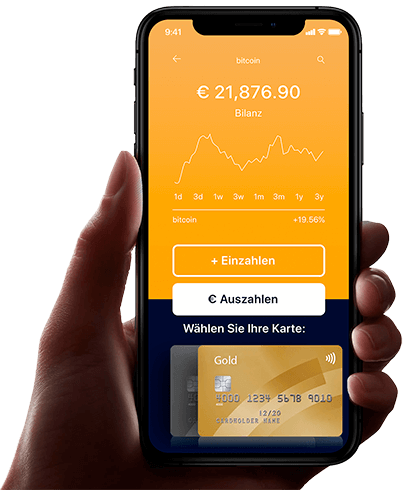 9:41
bitcoin
€ 21,876.90
Bilanz
1d 3d 1w 3w 1m 3m 1y 3y
bitcoin +19.56%
+ Einzahlen
€ Auszahlen
Wählen Sie Ihre Karte:
Gold
4000 1234 5678 9010
12/20
CARDHOLDER NAME